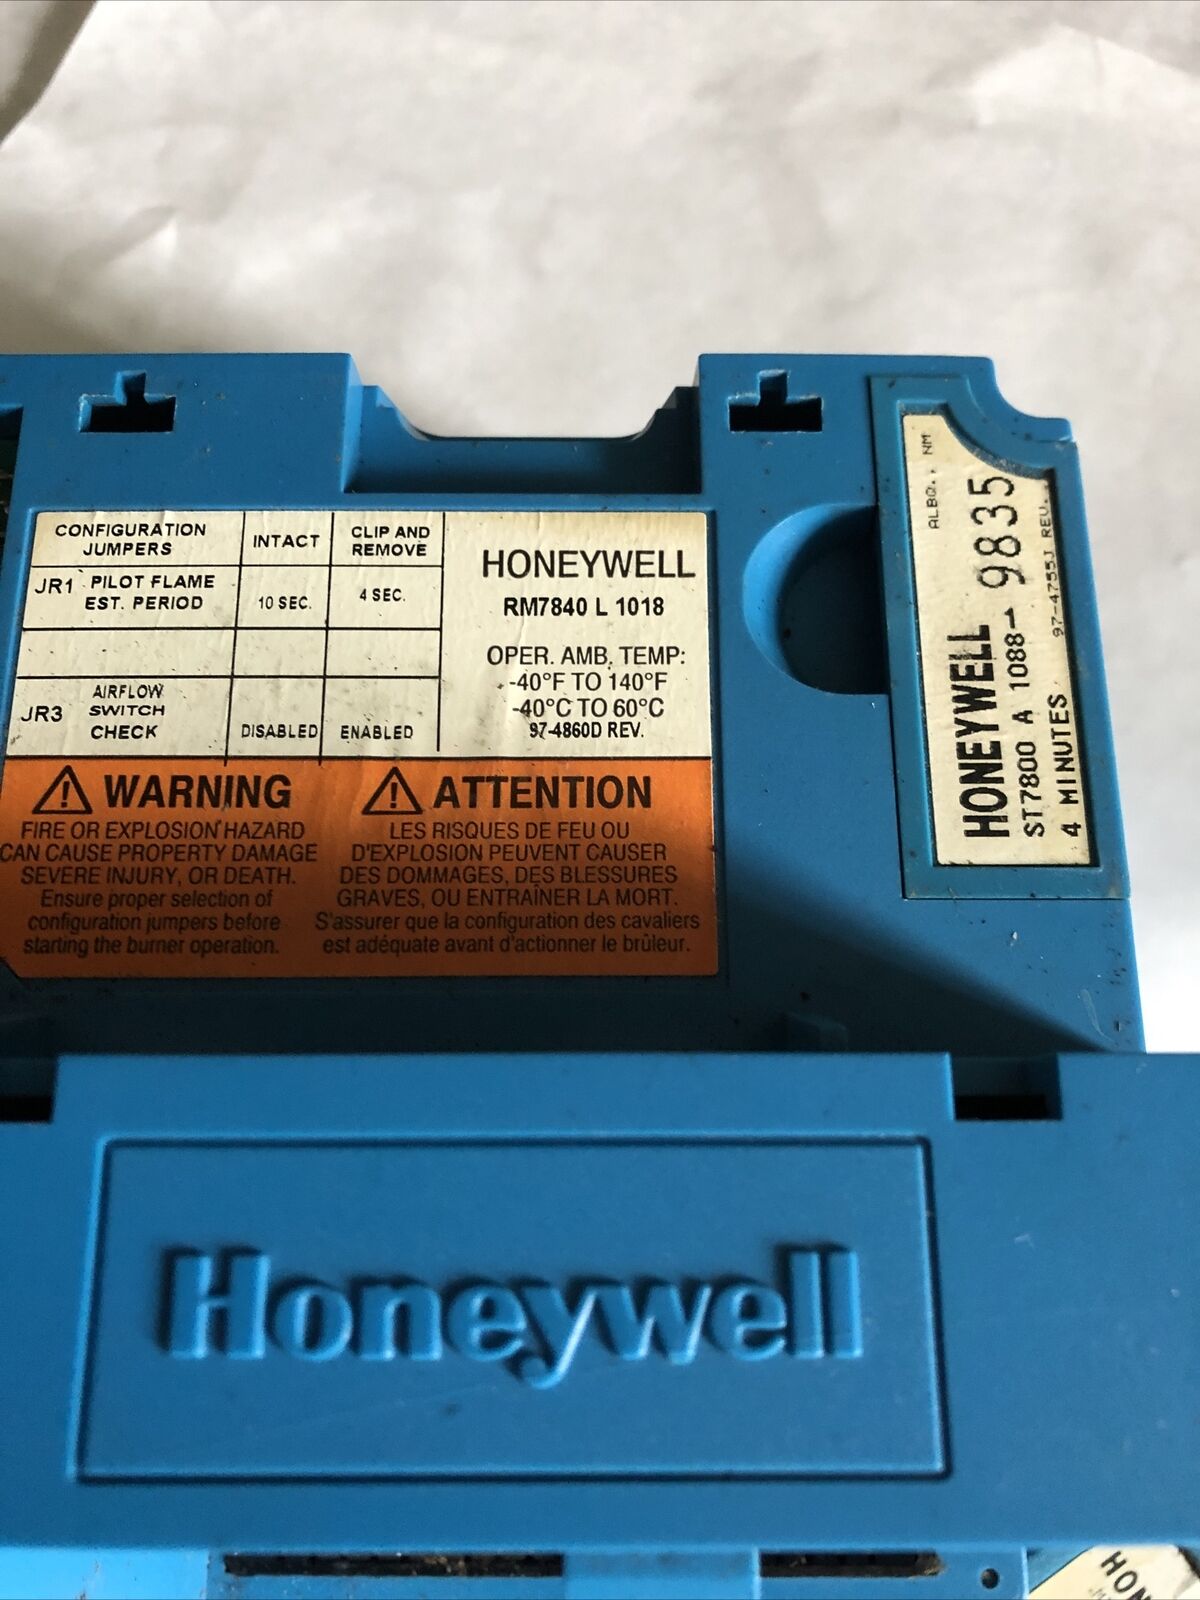 CONFIGURATION JUMPERS INTACT CLIP AND REMOVE
JR1 PILOT FLAME EST. PERIOD 10 SEC. 4 SEC.
JR3 AIRFLOW SWITCH CHECK DISABLED ENABLED
HONEYWELL
RM7840 L 1018
OPER. AMB. TEMP:
-40°F TO 140°F
-40°C TO 60°C
97-4860D REV.
WARNING
FIRE OR EXPLOSION HAZARD
CAN CAUSE PROPERTY DAMAGE
SEVERE INJURY, OR DEATH.
Ensure proper selection of
configuration jumpers before
starting the burner operation.
ATTENTION
LES RISQUES DE FEU OU
D'EXPLOSION PEUVENT CAUSER
DES DOMMAGES, DES BLESSURES
GRAVES, OU ENTRAÎNER LA MORT.
S'assurer que la configuration des cavaliers
est adéquate avant d'actionner le brûleur.
ALBQ., NM
HONEYWELL
ST7800 A 1088- 9835
4 MINUTES 97-4755J REV.
Honeywell
HON